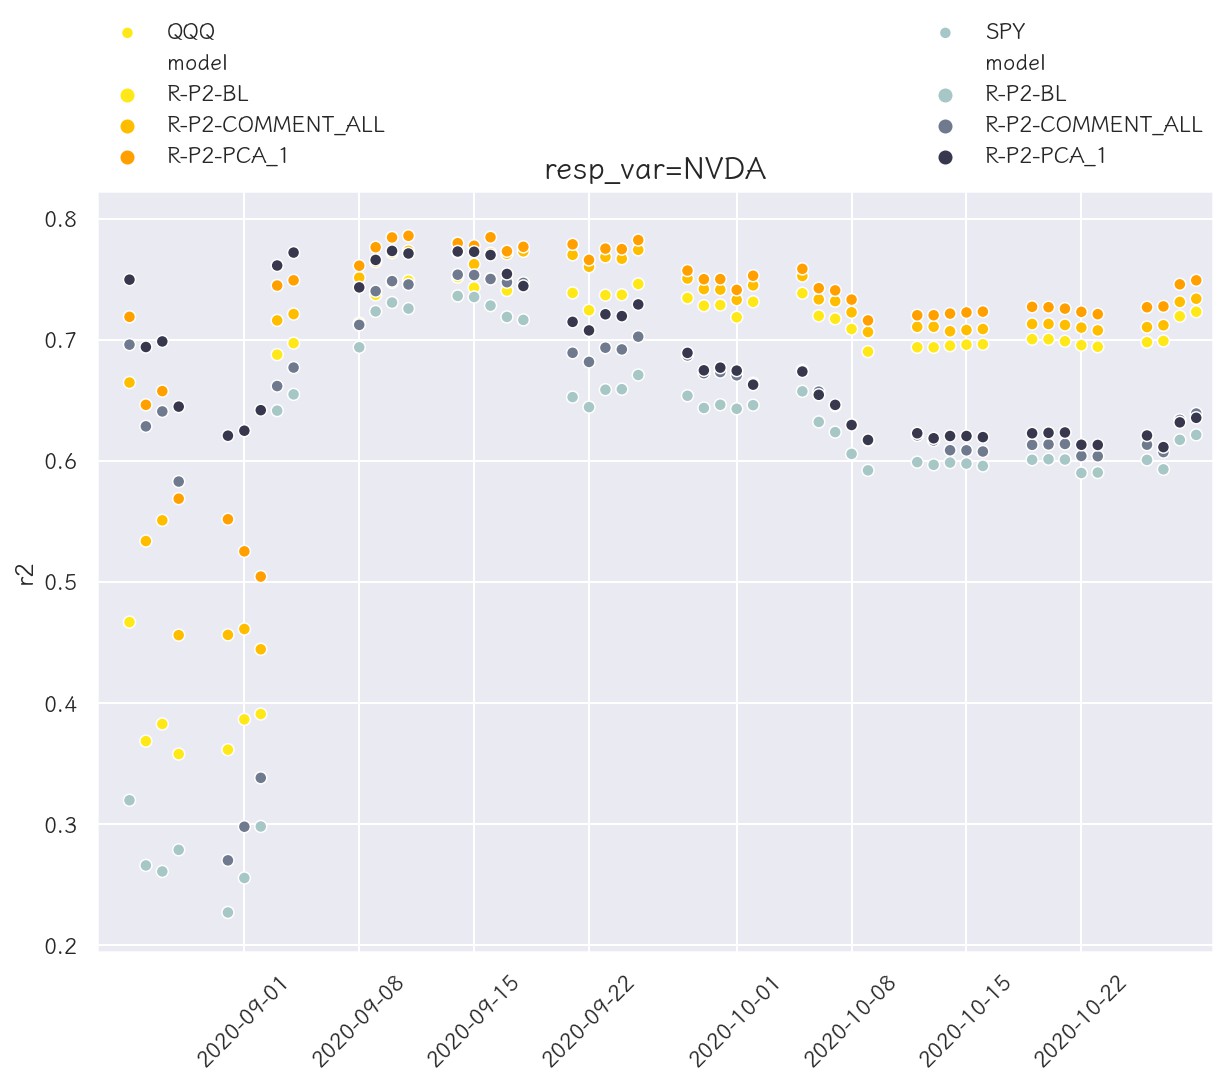 QQQ
model
R-P2-BL
R-P2-COMMENT_ALL
R-P2-PCA_1
SPY
model
R-P2-BL
R-P2-COMMENT_ALL
R-P2-PCA_1
resp_var=NVDA
0.8
0.7
0.6
0.5
0.4
0.3
0.2
r2
2020-09-01
2020-09-08
2020-09-15
2020-09-22
2020-10-01
2020-10-08
2020-10-15
2020-10-22